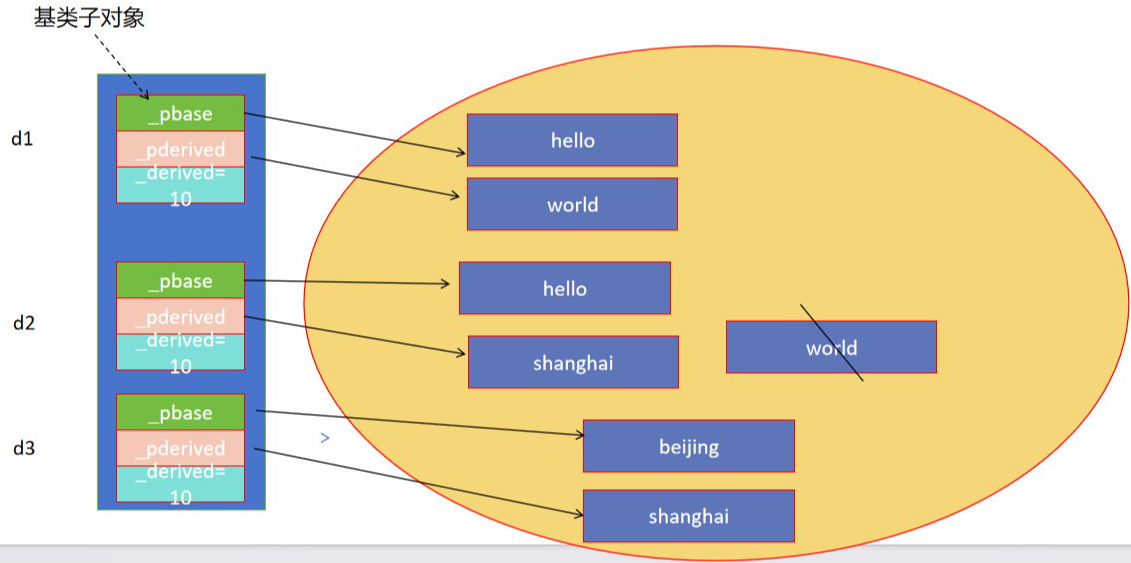 基类子对象
d1
_pbase
_pderived
_derived=
10
hello
world
d2
_pbase
_pderived
_derived=
10
hello
shanghai
world
d3
_pbase
_pderived
_derived=
10
>
beijing
shanghai